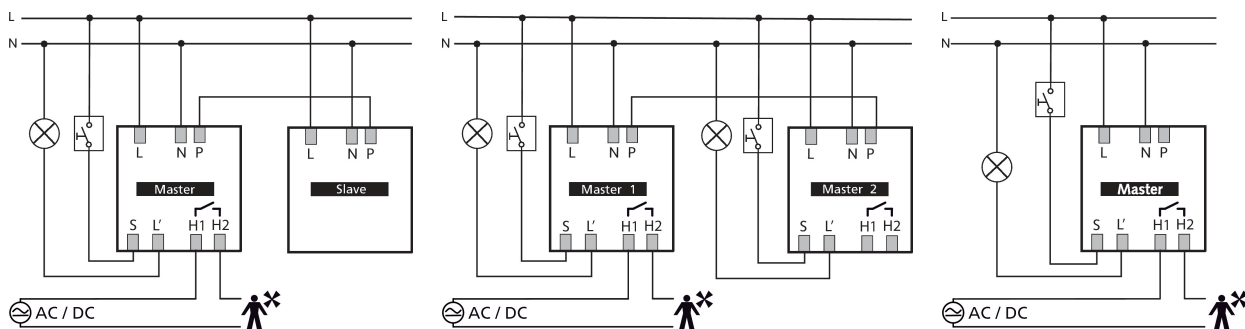 L
N
L N P
Master
S L' H1 H2
AC / DC
L N P
Slave
L
N
L N P
Master 1
S L' H1 H2
AC / DC
L N P
Master 2
S L' H1 H2
L
N
L N P
Master
S L' H1 H2
AC / DC